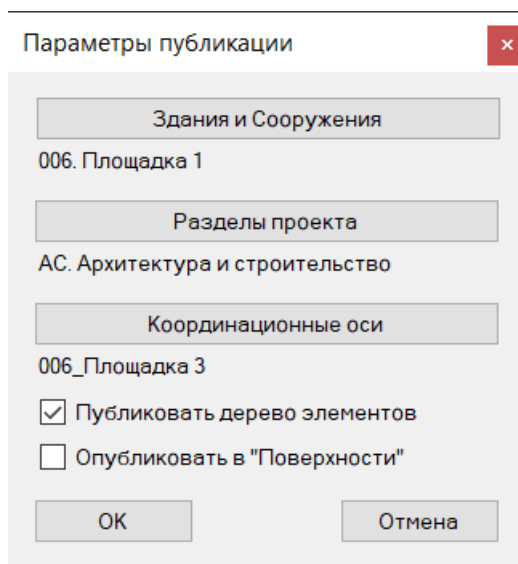 Параметры публикации
Здания и Сооружения
006. Площадка 1
Разделы проекта
АС. Архитектура и строительство
Координационные оси
006_Площадка 3
Публиковать дерево элементов
Опубликовать в "Поверхности"
ОК
Отмена